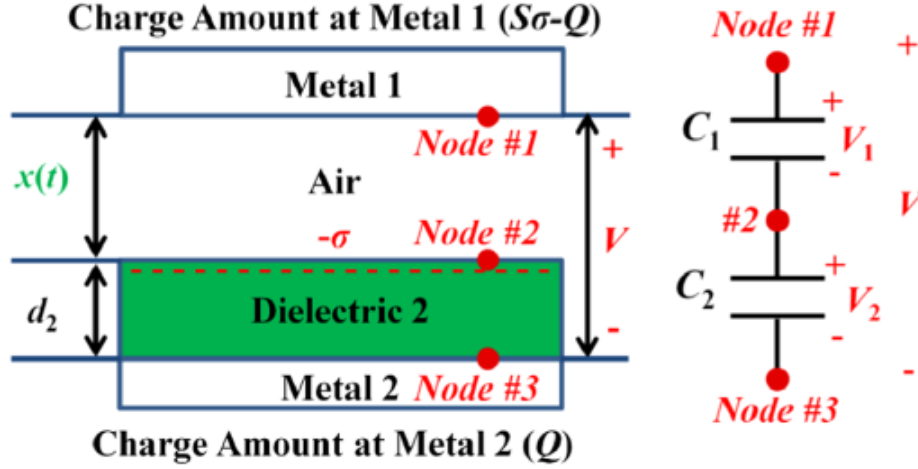 Charge Amount at Metal 1 (Sσ-Q)
Metal 1
Node #1
x(t)
Air
+
V
-
-σ
Node #2
d₂
Dielectric 2
Metal 2
Node #3
Charge Amount at Metal 2 (Q)
Node #1
+
C₁
+
V₁
-
V
#2
C₂
+
V₂
-
-
Node #3